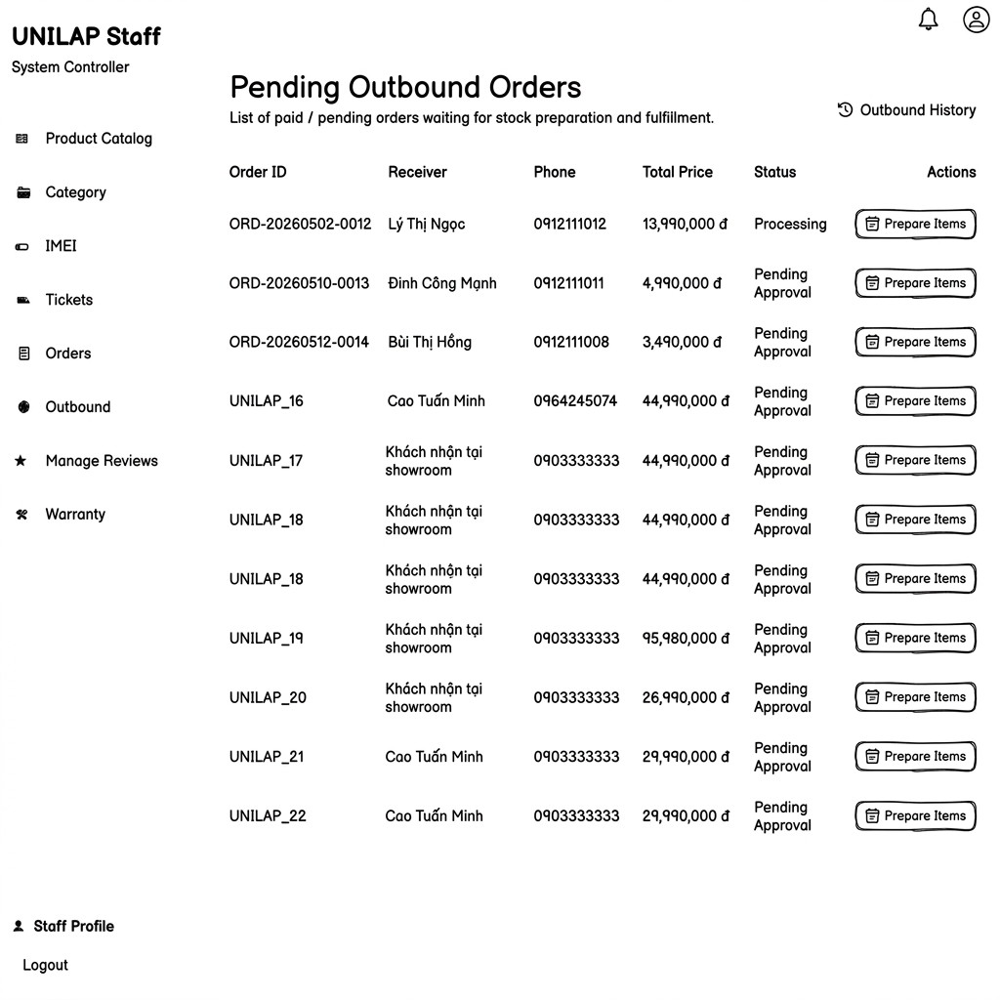 UNILAP Staff
System Controller
Product Catalog
Category
IMEI
Tickets
Orders
Outbound
Manage Reviews
Warranty
Staff Profile
Logout
Pending Outbound Orders
List of paid / pending orders waiting for stock preparation and fulfillment.
Outbound History
Order ID Receiver Phone Total Price Status Actions
ORD-20260502-0012 Lý Thị Ngọc 0912111012 13,990,000 đ Processing Prepare Items
ORD-20260510-0013 Đinh Công Mạnh 0912111011 4,990,000 đ Pending Approval Prepare Items
ORD-20260512-0014 Bùi Thị Hồng 0912111008 3,490,000 đ Pending Approval Prepare Items
UNILAP_16 Cao Tuấn Minh 0964245074 44,990,000 đ Pending Approval Prepare Items
UNILAP_17 Khách nhận tại showroom 0903333333 44,990,000 đ Pending Approval Prepare Items
UNILAP_18 Khách nhận tại showroom 0903333333 44,990,000 đ Pending Approval Prepare Items
UNILAP_18 Khách nhận tại showroom 0903333333 44,990,000 đ Pending Approval Prepare Items
UNILAP_19 Khách nhận tại showroom 0903333333 95,980,000 đ Pending Approval Prepare Items
UNILAP_20 Khách nhận tại showroom 0903333333 26,990,000 đ Pending Approval Prepare Items
UNILAP_21 Cao Tuấn Minh 0903333333 29,990,000 đ Pending Approval Prepare Items
UNILAP_22 Cao Tuấn Minh 0903333333 29,990,000 đ Pending Approval Prepare Items